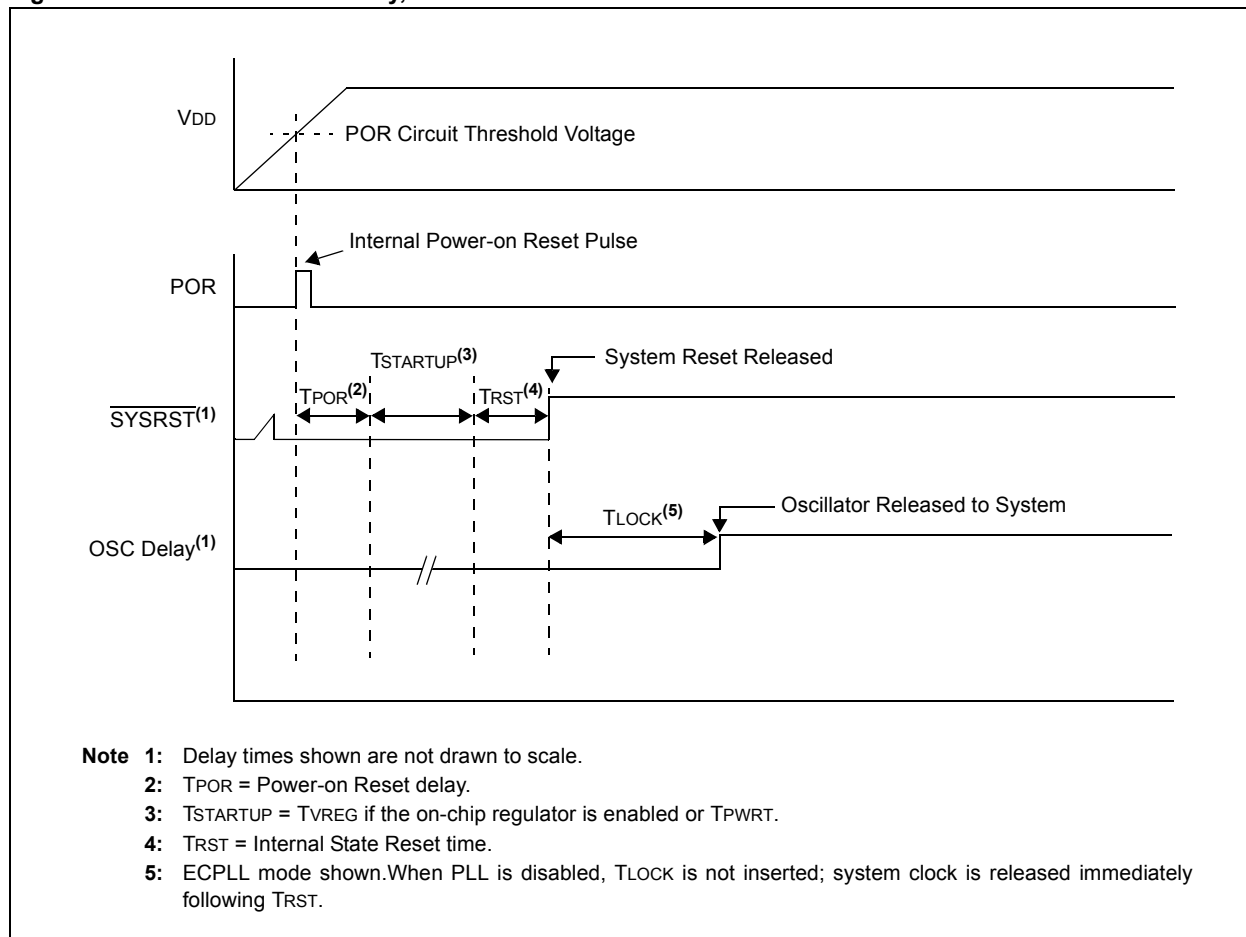 VDD
POR Circuit Threshold Voltage
Internal Power-on Reset Pulse
POR
TSTARTUP(3)
System Reset Released
TPOR(2)
TRST(4)
SYSRST(1)
TLOCK(5)
Oscillator Released to System
OSC Delay(1)
Note 1: Delay times shown are not drawn to scale.
2: TPOR = Power-on Reset delay.
3: TSTARTUP = TVREG if the on-chip regulator is enabled or TPWRT.
4: TRST = Internal State Reset time.
5: ECPLL mode shown.When PLL is disabled, TLOCK is not inserted; system clock is released immediately
following TRST.